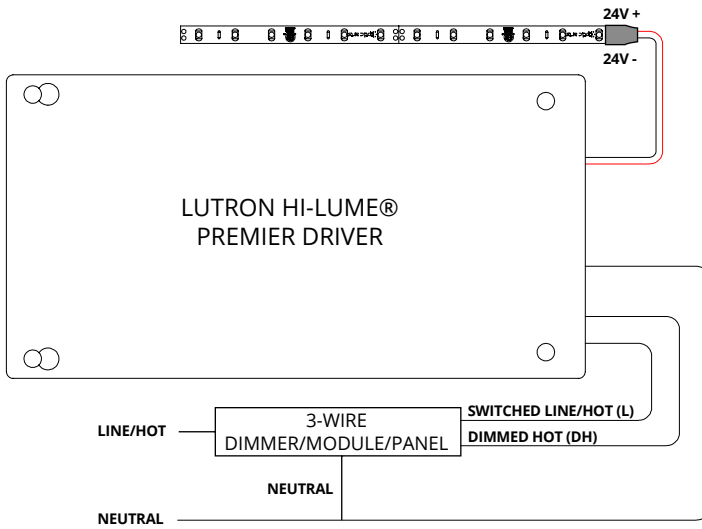 24V +
24V -
LUTRON HI-LUME®
PREMIER DRIVER
SWITCHED LINE/HOT (L)
3-WIRE
LINE/HOT
DIMMER/MODULE/PANEL
DIMMED HOT (DH)
NEUTRAL
NEUTRAL